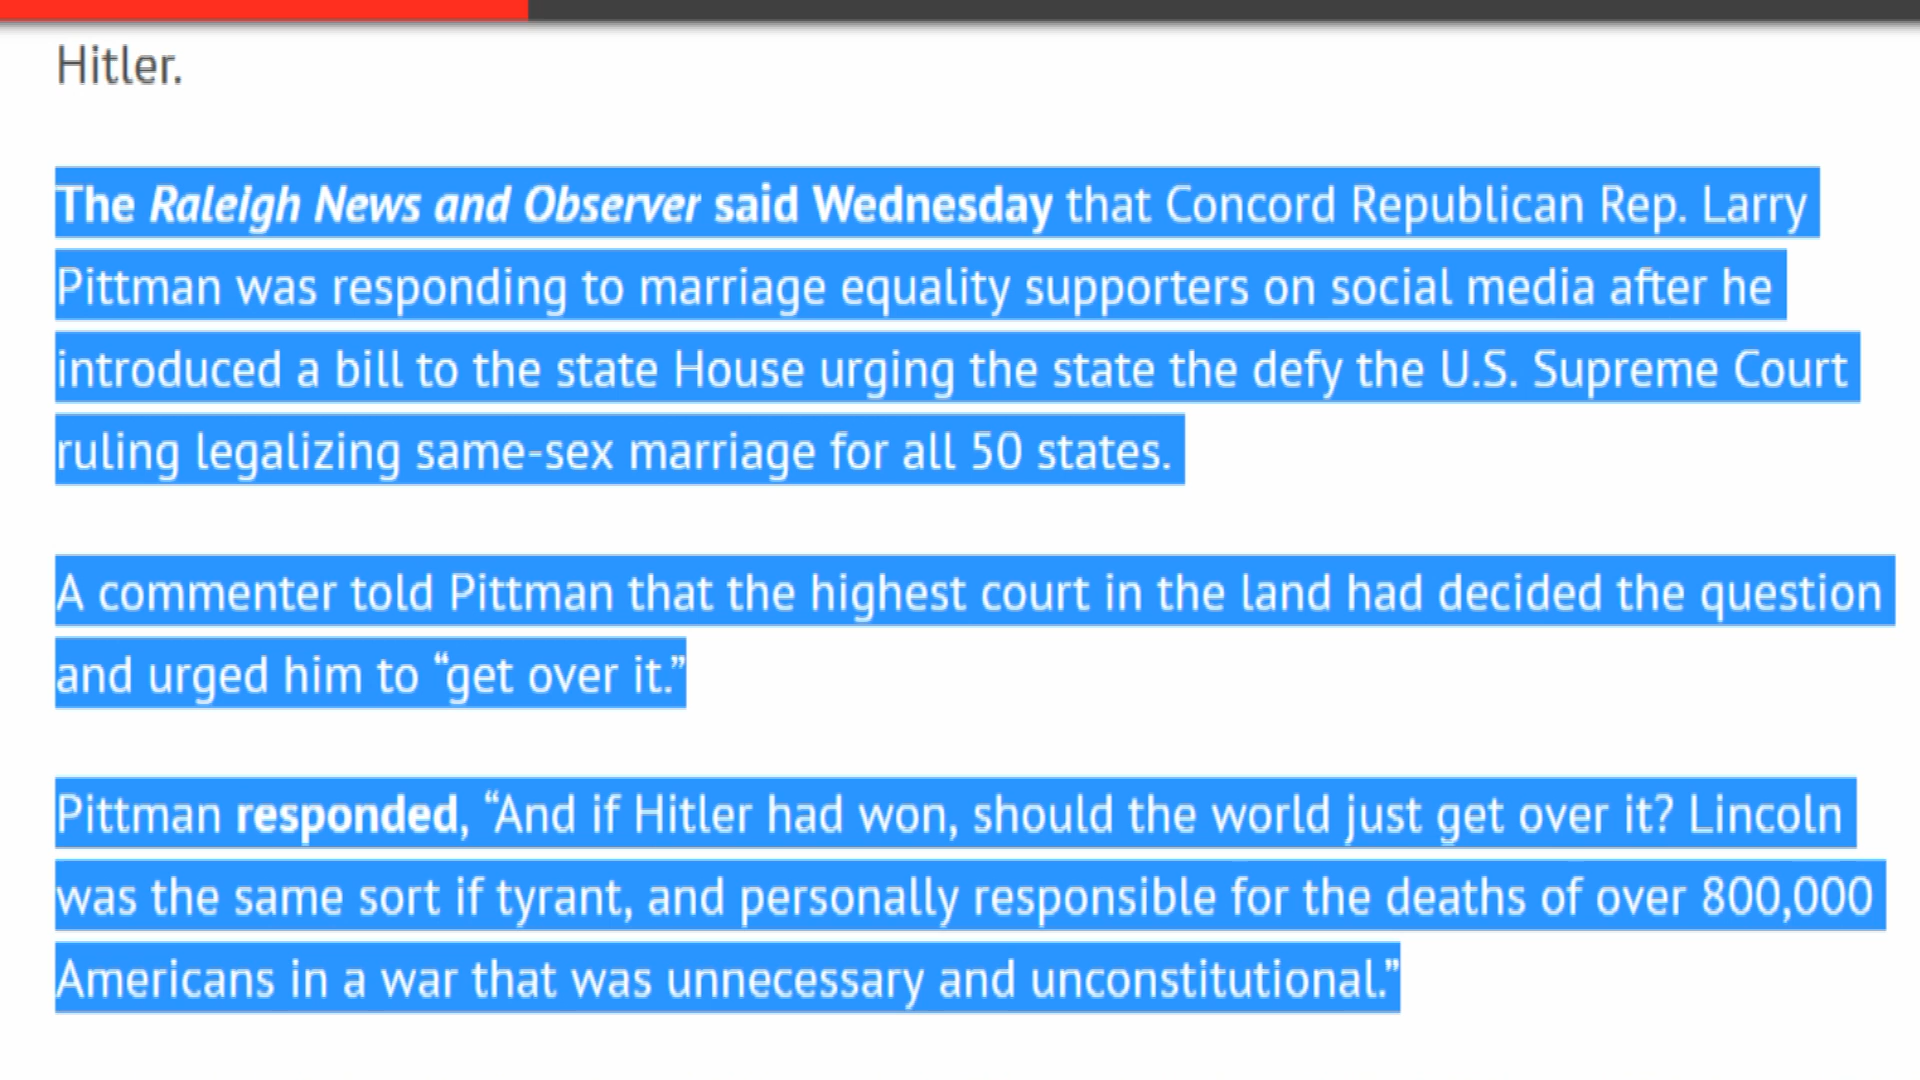 Hitler.
The Raleigh News and Observer said Wednesday that Concord Republican Rep. Larry
Pittman was responding to marriage equality supporters on social media after he
introduced a bill to the state House urging the state the defy the U.S. Supreme Court
ruling legalizing same-sex marriage for all 50 states.
A commenter told Pittman that the highest court in the land had decided the question
and urged him to “get over it.”
Pittman responded, “And if Hitler had won, should the world just get over it? Lincoln
was the same sort if tyrant, and personally responsible for the deaths of over 800,000
Americans in a war that was unnecessary and unconstitutional.”